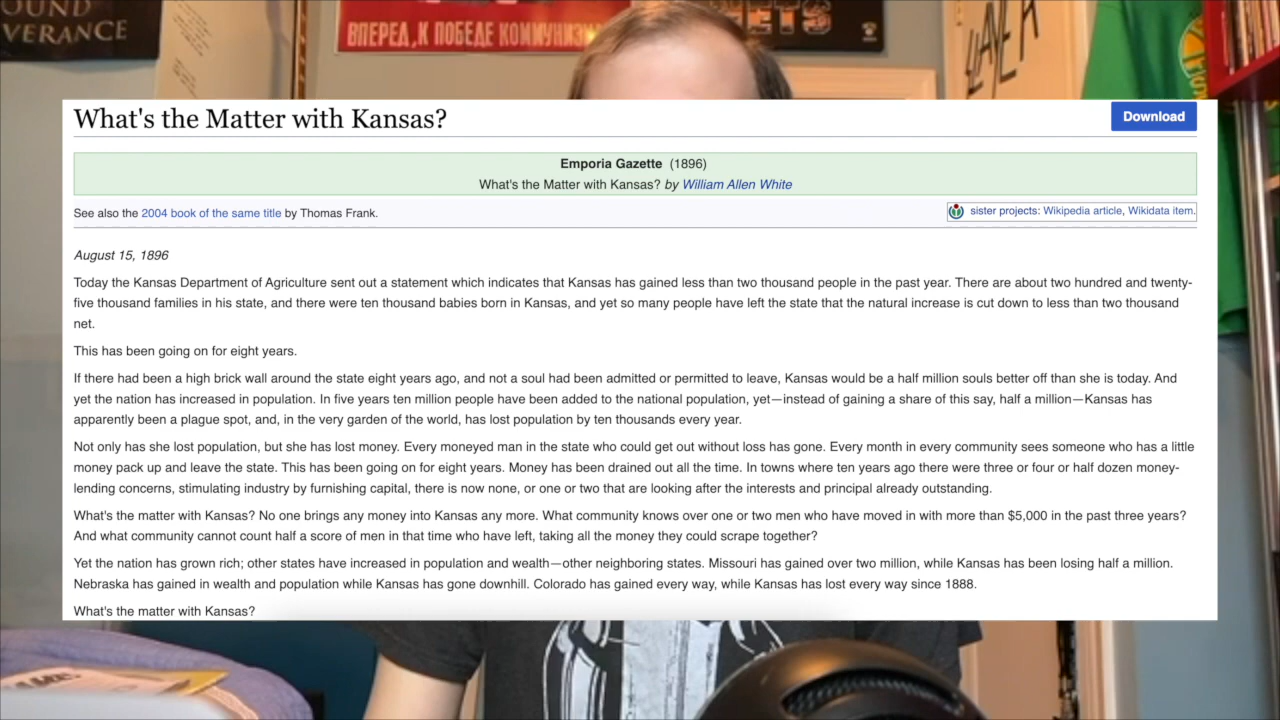 OUND
VERANCE
ВПЕРЕД, К ПОБЕДЕ КОММУНИЗМ
ETS
SLAYER
What's the Matter with Kansas?
Download
Emporia Gazette (1896)
What's the Matter with Kansas? by William Allen White
See also the 2004 book of the same title by Thomas Frank.
sister projects: Wikipedia article, Wikidata item.
August 15, 1896
Today the Kansas Department of Agriculture sent out a statement which indicates that Kansas has gained less than two thousand people in the past year. There are about two hundred and twenty-
five thousand families in his state, and there were ten thousand babies born in Kansas, and yet so many people have left the state that the natural increase is cut down to less than two thousand
net.
This has been going on for eight years.
If there had been a high brick wall around the state eight years ago, and not a soul had been admitted or permitted to leave, Kansas would be a half million souls better off than she is today. And
yet the nation has increased in population. In five years ten million people have been added to the national population, yet—instead of gaining a share of this say, half a million—Kansas has
apparently been a plague spot, and, in the very garden of the world, has lost population by ten thousands every year.
Not only has she lost population, but she has lost money. Every moneyed man in the state who could get out without loss has gone. Every month in every community sees someone who has a little
money pack up and leave the state. This has been going on for eight years. Money has been drained out all the time. In towns where ten years ago there were three or four or half dozen money-
lending concerns, stimulating industry by furnishing capital, there is now none, or one or two that are looking after the interests and principal already outstanding.
What's the matter with Kansas? No one brings any money into Kansas any more. What community knows over one or two men who have moved in with more than $5,000 in the past three years?
And what community cannot count half a score of men in that time who have left, taking all the money they could scrape together?
Yet the nation has grown rich; other states have increased in population and wealth—other neighboring states. Missouri has gained over two million, while Kansas has been losing half a million.
Nebraska has gained in wealth and population while Kansas has gone downhill. Colorado has gained every way, while Kansas has lost every way since 1888.
What's the matter with Kansas?